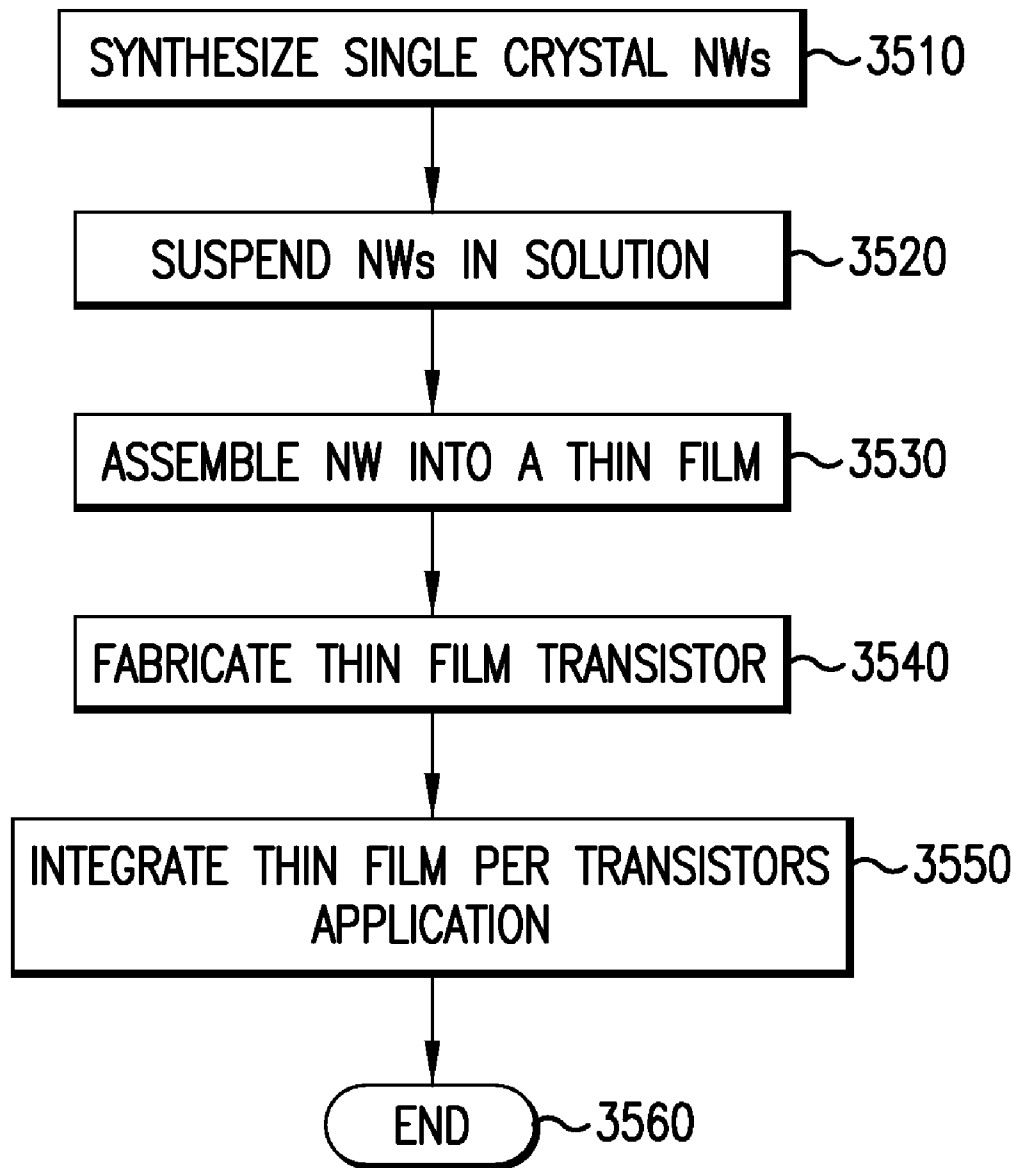 SYNTHESIZE SINGLE CRYSTAL NWs 3510
SUSPEND NWs IN SOLUTION 3520
ASSEMBLE NW INTO A THIN FILM 3530
FABRICATE THIN FILM TRANSISTOR 3540
INTEGRATE THIN FILM PER TRANSISTORS 3550
APPLICATION
END 3560